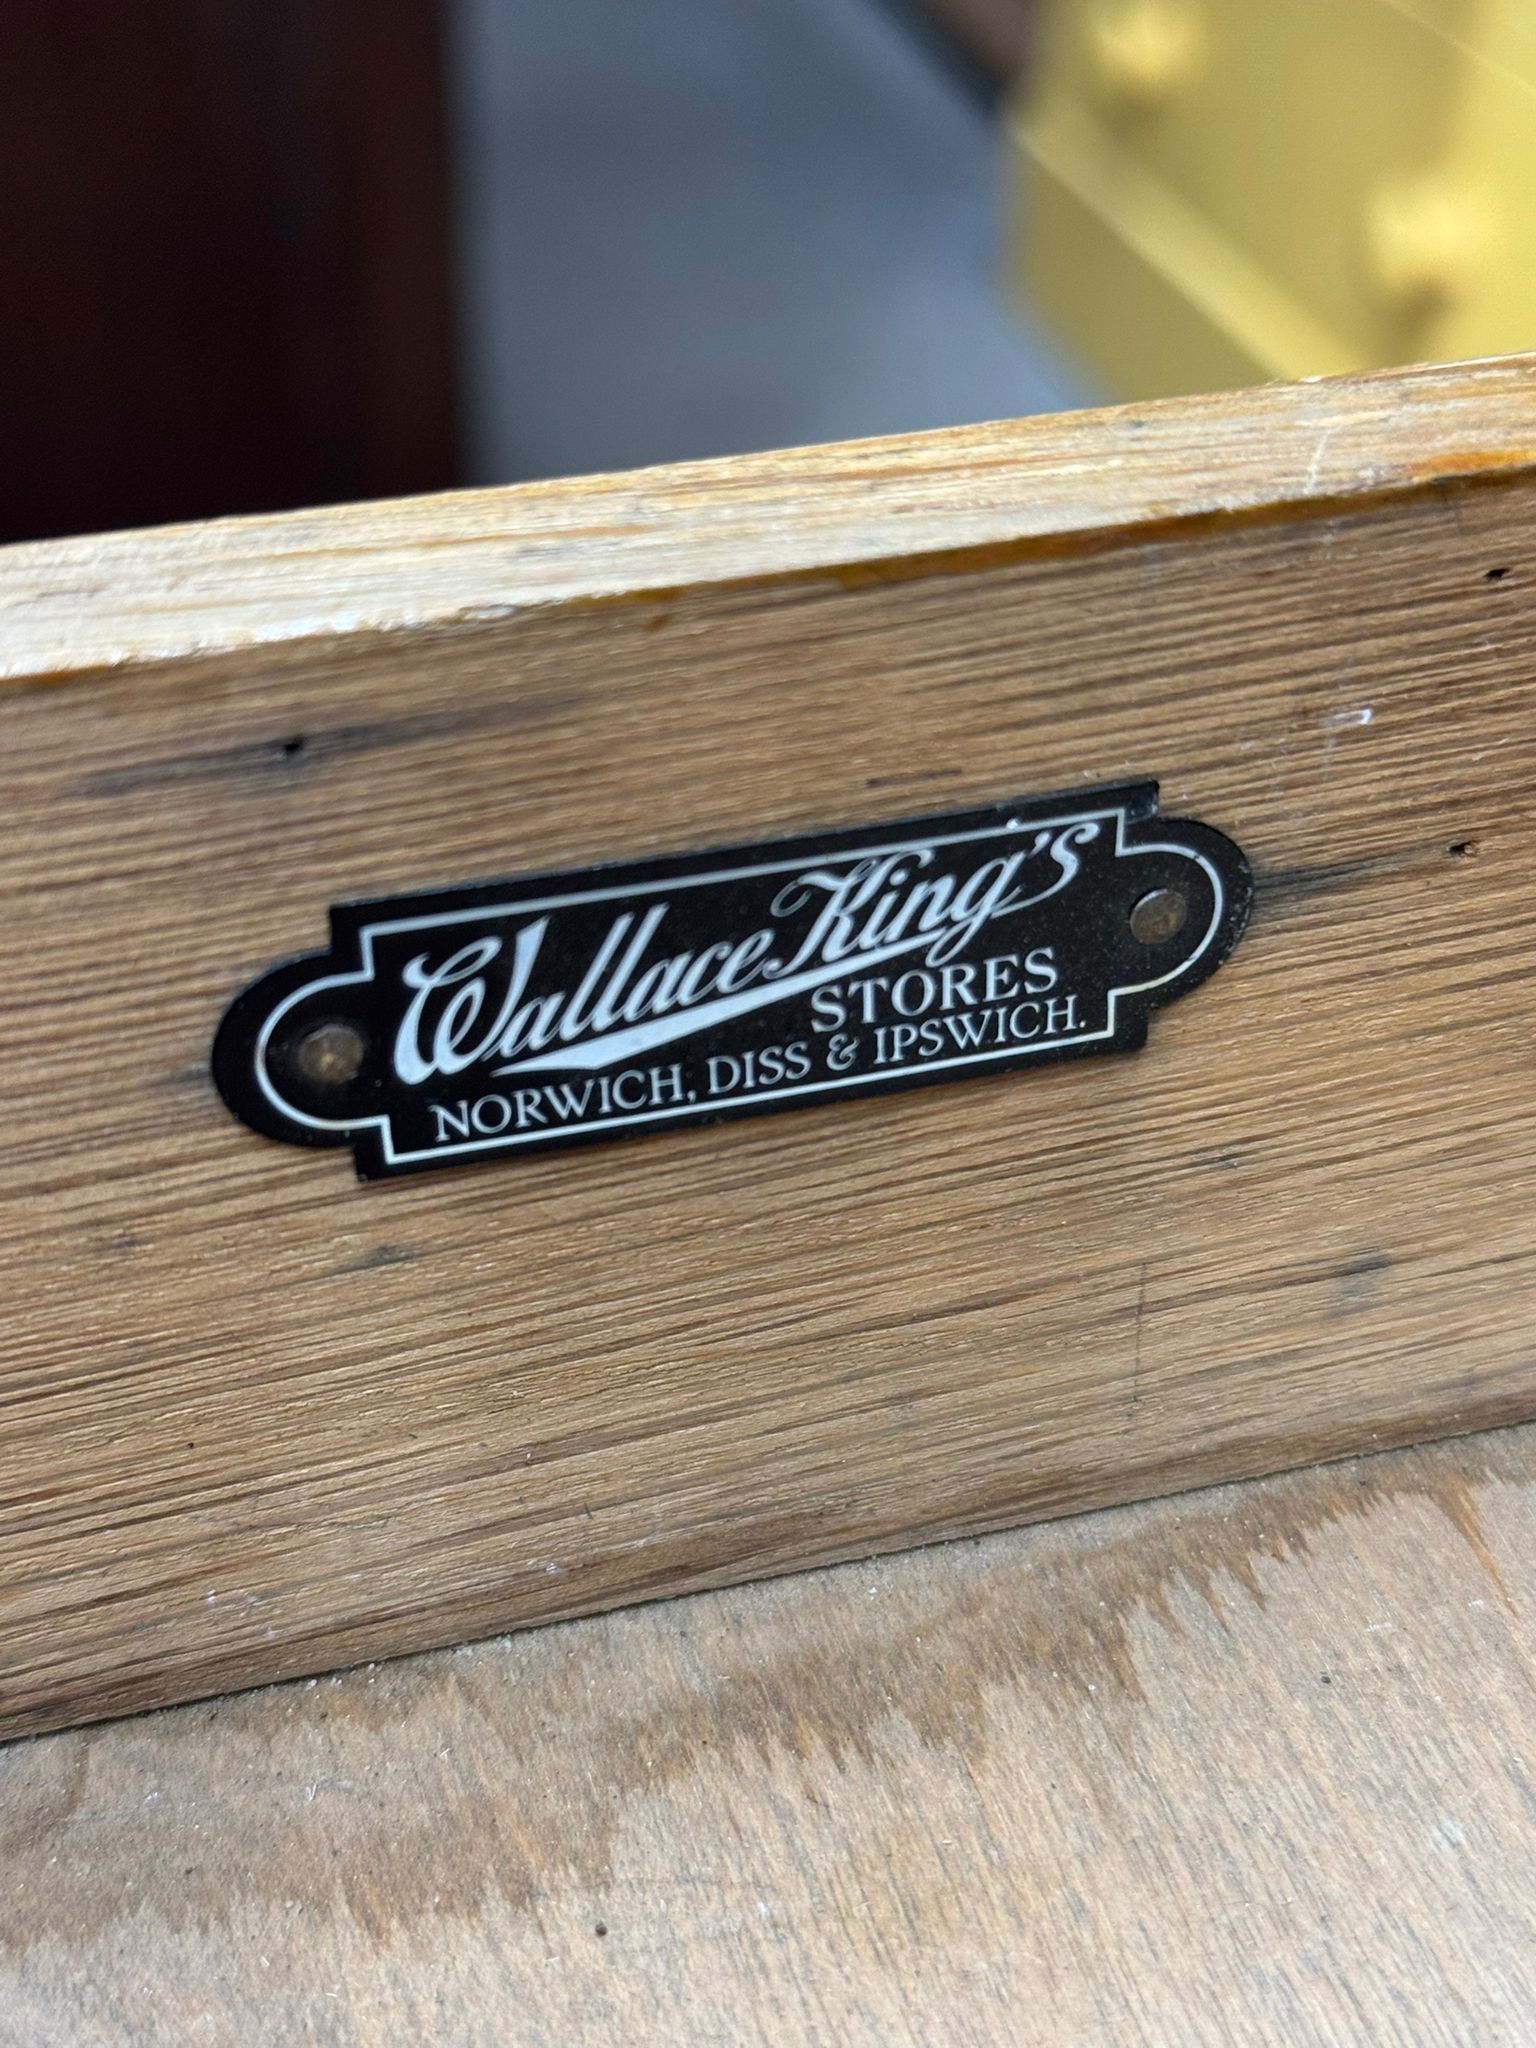 Wallace King's
STORES
NORWICH, DISS & IPSWICH.